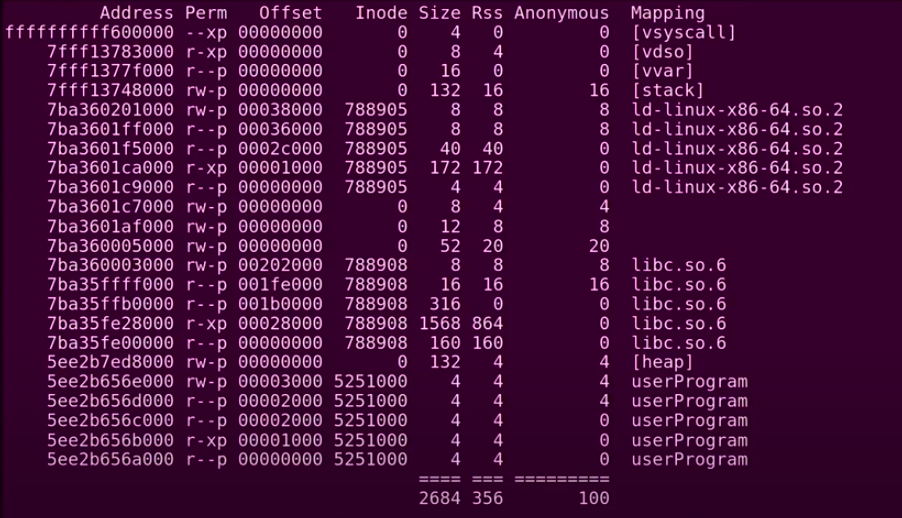 Address Perm Offset Inode Size Rss Anonymous Mapping
ffffffffff600000 --xp 00000000 0 4 0 0 [vsyscall]
7fff13783000 r-xp 00000000 0 8 4 0 [vdso]
7fff1377f000 r--p 00000000 0 16 0 0 [vvar]
7fff13748000 rw-p 00000000 0 132 16 16 [stack]
7ba360201000 rw-p 00038000 788905 8 8 8 ld-linux-x86-64.so.2
7ba3601ff000 r--p 00036000 788905 8 8 8 ld-linux-x86-64.so.2
7ba3601f5000 r--p 0002c000 788905 40 40 0 ld-linux-x86-64.so.2
7ba3601ca000 r-xp 00001000 788905 172 172 0 ld-linux-x86-64.so.2
7ba3601c9000 r--p 00000000 788905 4 4 0 ld-linux-x86-64.so.2
7ba3601c7000 rw-p 00000000 0 8 4 4
7ba3601af000 rw-p 00000000 0 12 8 8
7ba360005000 rw-p 00000000 0 52 20 20
7ba360003000 rw-p 00202000 788908 8 8 8 libc.so.6
7ba35ffff000 r--p 001fe000 788908 16 16 16 libc.so.6
7ba35ffb0000 r--p 001b0000 788908 316 0 0 libc.so.6
7ba35fe28000 r-xp 00028000 788908 1568 864 0 libc.so.6
7ba35fe00000 r--p 00000000 788908 160 160 0 libc.so.6
5ee2b7ed8000 rw-p 00000000 0 132 4 4 [heap]
5ee2b656e000 rw-p 00003000 5251000 4 4 4 userProgram
5ee2b656d000 r--p 00002000 5251000 4 4 4 userProgram
5ee2b656c000 r--p 00002000 5251000 4 4 0 userProgram
5ee2b656b000 r-xp 00001000 5251000 4 4 0 userProgram
5ee2b656a000 r--p 00000000 5251000 4 4 0 userProgram
==== === =========
2684 356 100